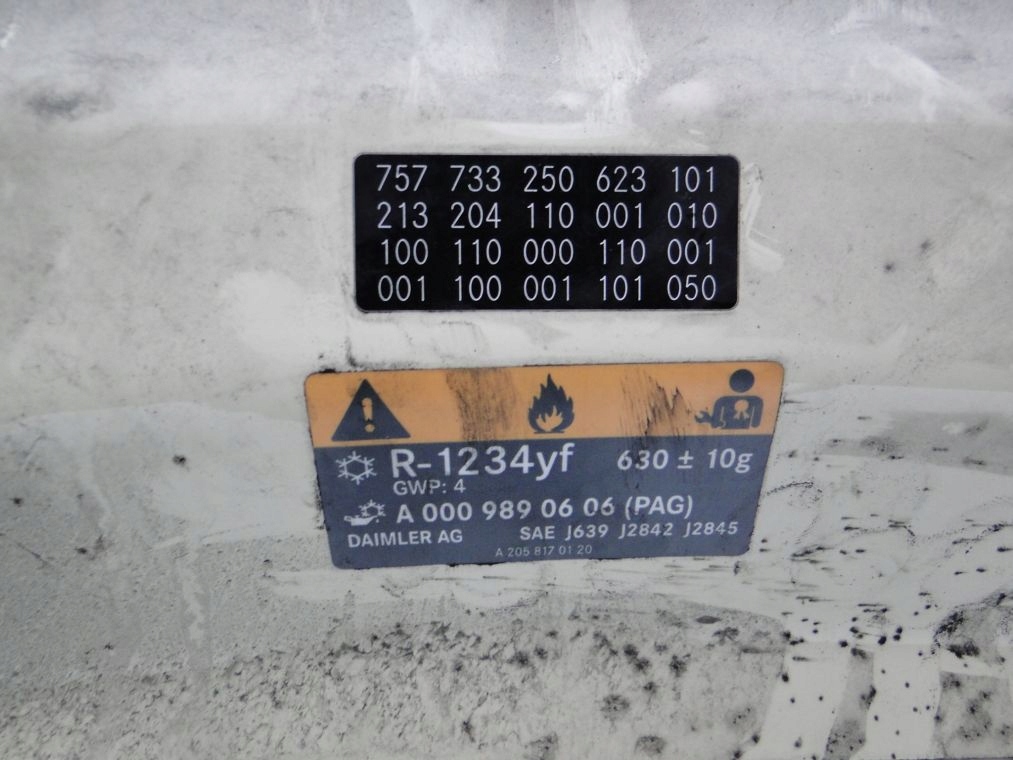 757 733 250 623 101
213 204 110 001 010
100 110 000 110 001
001 100 001 101 050
R-1234yf 630 ± 10g
GWP: 4
A 000 989 06 06 (PAG)
DAIMLER AG SAE J639 J2842 J2845
A 205 817 01 20